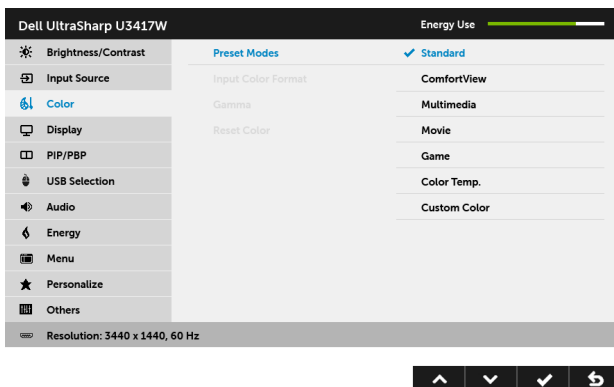 Dell UltraSharp U3417W Energy Use
Brightness/Contrast Preset Modes Standard
Input Source Input Color Format ComfortView
Color Gamma Multimedia
Display Reset Color Movie
PIP/PBP Game
USB Selection Color Temp.
Audio Custom Color
Energy
Menu
Personalize
Others
Resolution: 3440 x 1440, 60 Hz